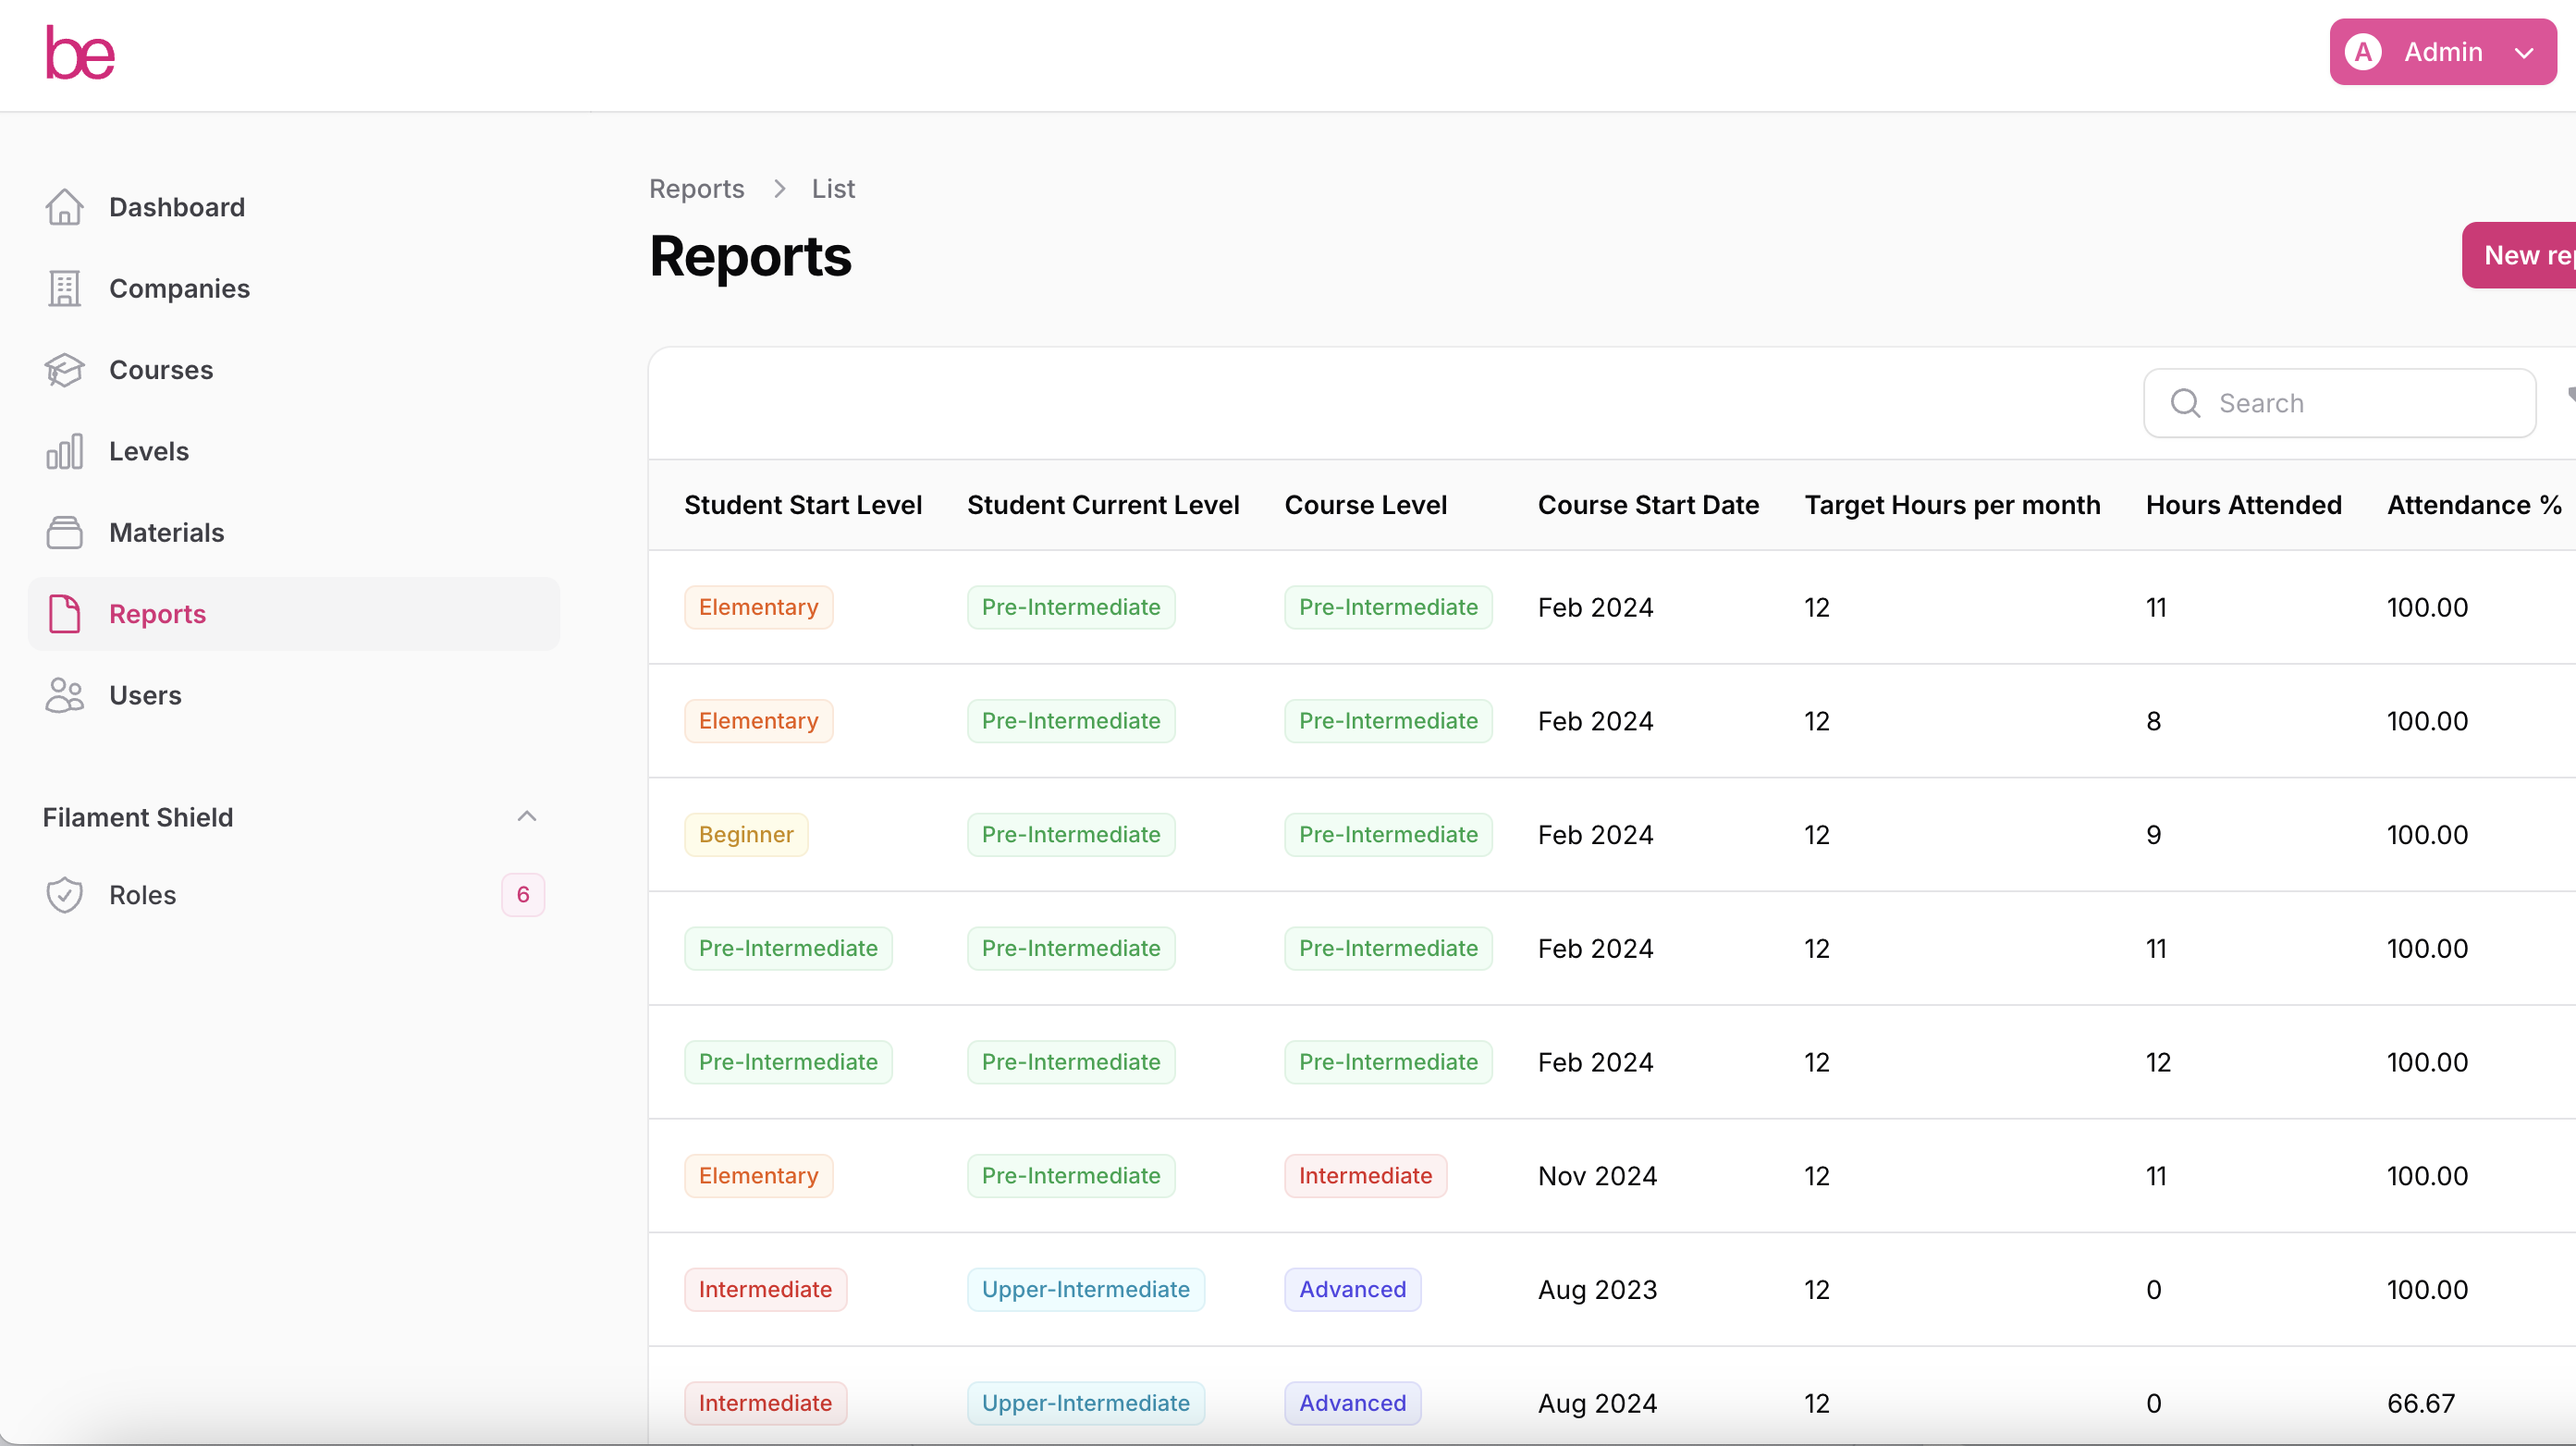 be
A Admin
Dashboard
Companies
Courses
Levels
Materials
Reports
Users
Filament Shield
Roles 6
Reports > List
Reports
New
Search
Student Start Level Student Current Level Course Level Course Start Date Target Hours per month Hours Attended Attendance %
Elementary Pre-Intermediate Pre-Intermediate Feb 2024 12 11 100.00
Elementary Pre-Intermediate Pre-Intermediate Feb 2024 12 8 100.00
Beginner Pre-Intermediate Pre-Intermediate Feb 2024 12 9 100.00
Pre-Intermediate Pre-Intermediate Pre-Intermediate Feb 2024 12 11 100.00
Pre-Intermediate Pre-Intermediate Pre-Intermediate Feb 2024 12 12 100.00
Elementary Pre-Intermediate Intermediate Nov 2024 12 11 100.00
Intermediate Upper-Intermediate Advanced Aug 2023 12 0 100.00
Intermediate Upper-Intermediate Advanced Aug 2024 12 0 66.67